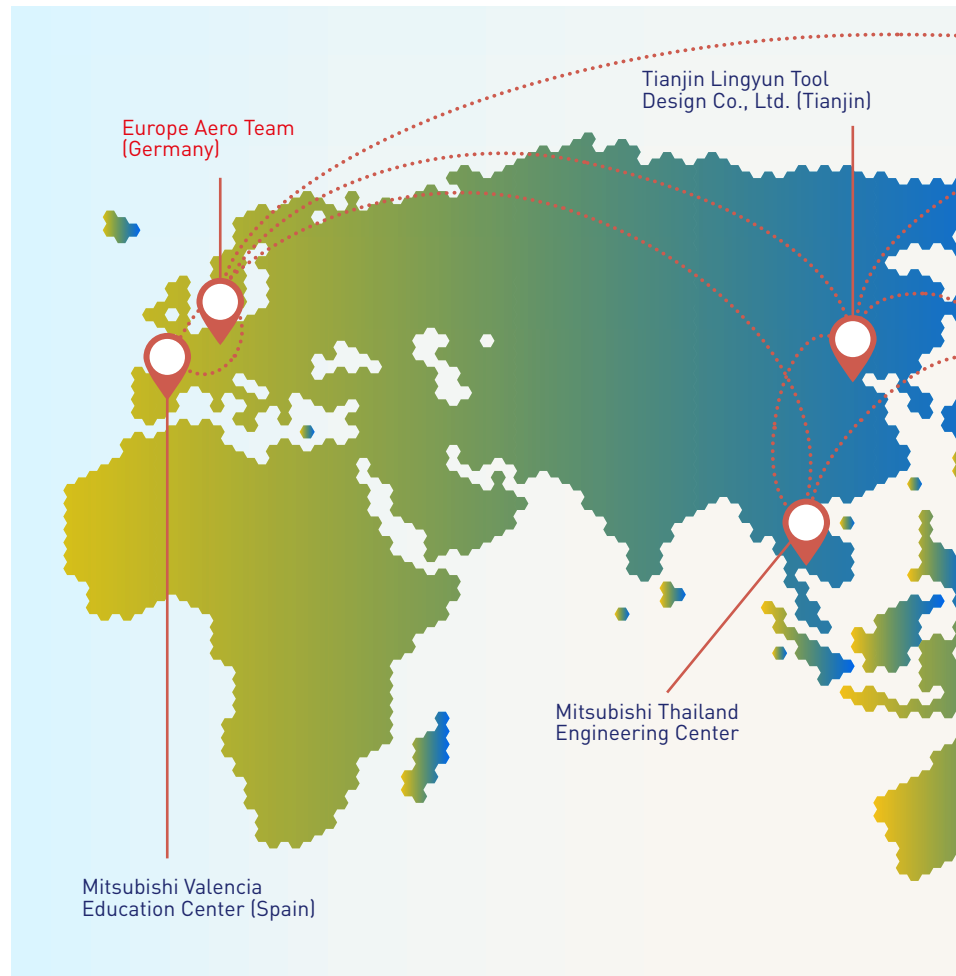 Tianjin Lingyun Tool
Design Co., Ltd. (Tianjin)
Europe Aero Team
(Germany)
Mitsubishi Thailand
Engineering Center
Mitsubishi Valencia
Education Center (Spain)